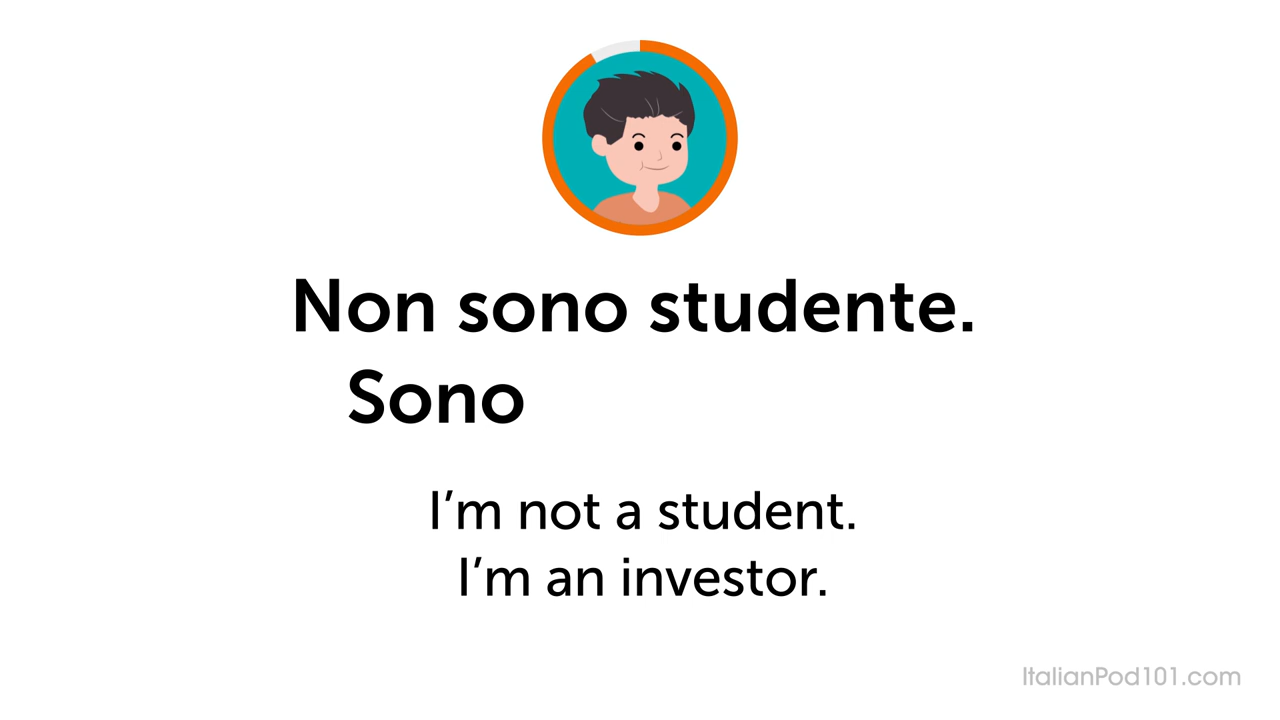 Non sono studente.
Sono
I’m not a student.
I’m an investor.
ItalianPod101.com